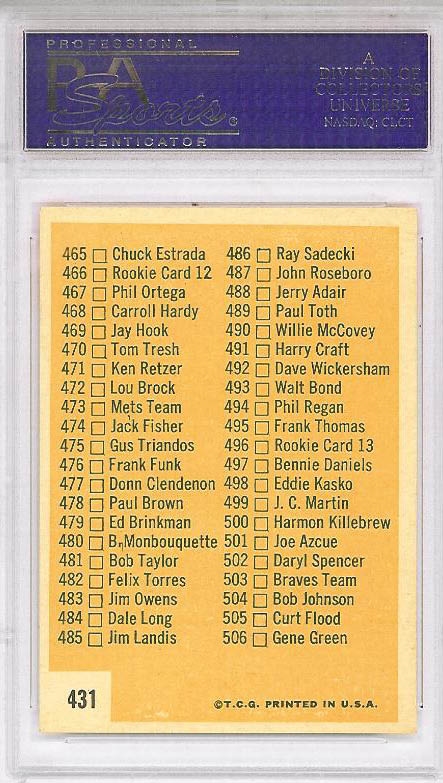 PROFESSIONAL
PSA
Sports®
AUTHENTICATOR
A
DIVISION OF
COLLECTORS
UNIVERSE
NASDAQ: CLCT
465 Chuck Estrada
466 Rookie Card 12
467 Phil Ortega
468 Carroll Hardy
469 Jay Hook
470 Tom Tresh
471 Ken Retzer
472 Lou Brock
473 Mets Team
474 Jack Fisher
475 Gus Triandos
476 Frank Funk
477 Donn Clendenon
478 Paul Brown
479 Ed Brinkman
480 B. Monbouquette
481 Bob Taylor
482 Felix Torres
483 Jim Owens
484 Dale Long
485 Jim Landis
486 Ray Sadecki
487 John Roseboro
488 Jerry Adair
489 Paul Toth
490 Willie McCovey
491 Harry Craft
492 Dave Wickersham
493 Walt Bond
494 Phil Regan
495 Frank Thomas
496 Rookie Card 13
497 Bennie Daniels
498 Eddie Kasko
499 J. C. Martin
500 Harmon Killebrew
501 Joe Azcue
502 Daryl Spencer
503 Braves Team
504 Bob Johnson
505 Curt Flood
506 Gene Green
431
©T.C.G. PRINTED IN U.S.A.